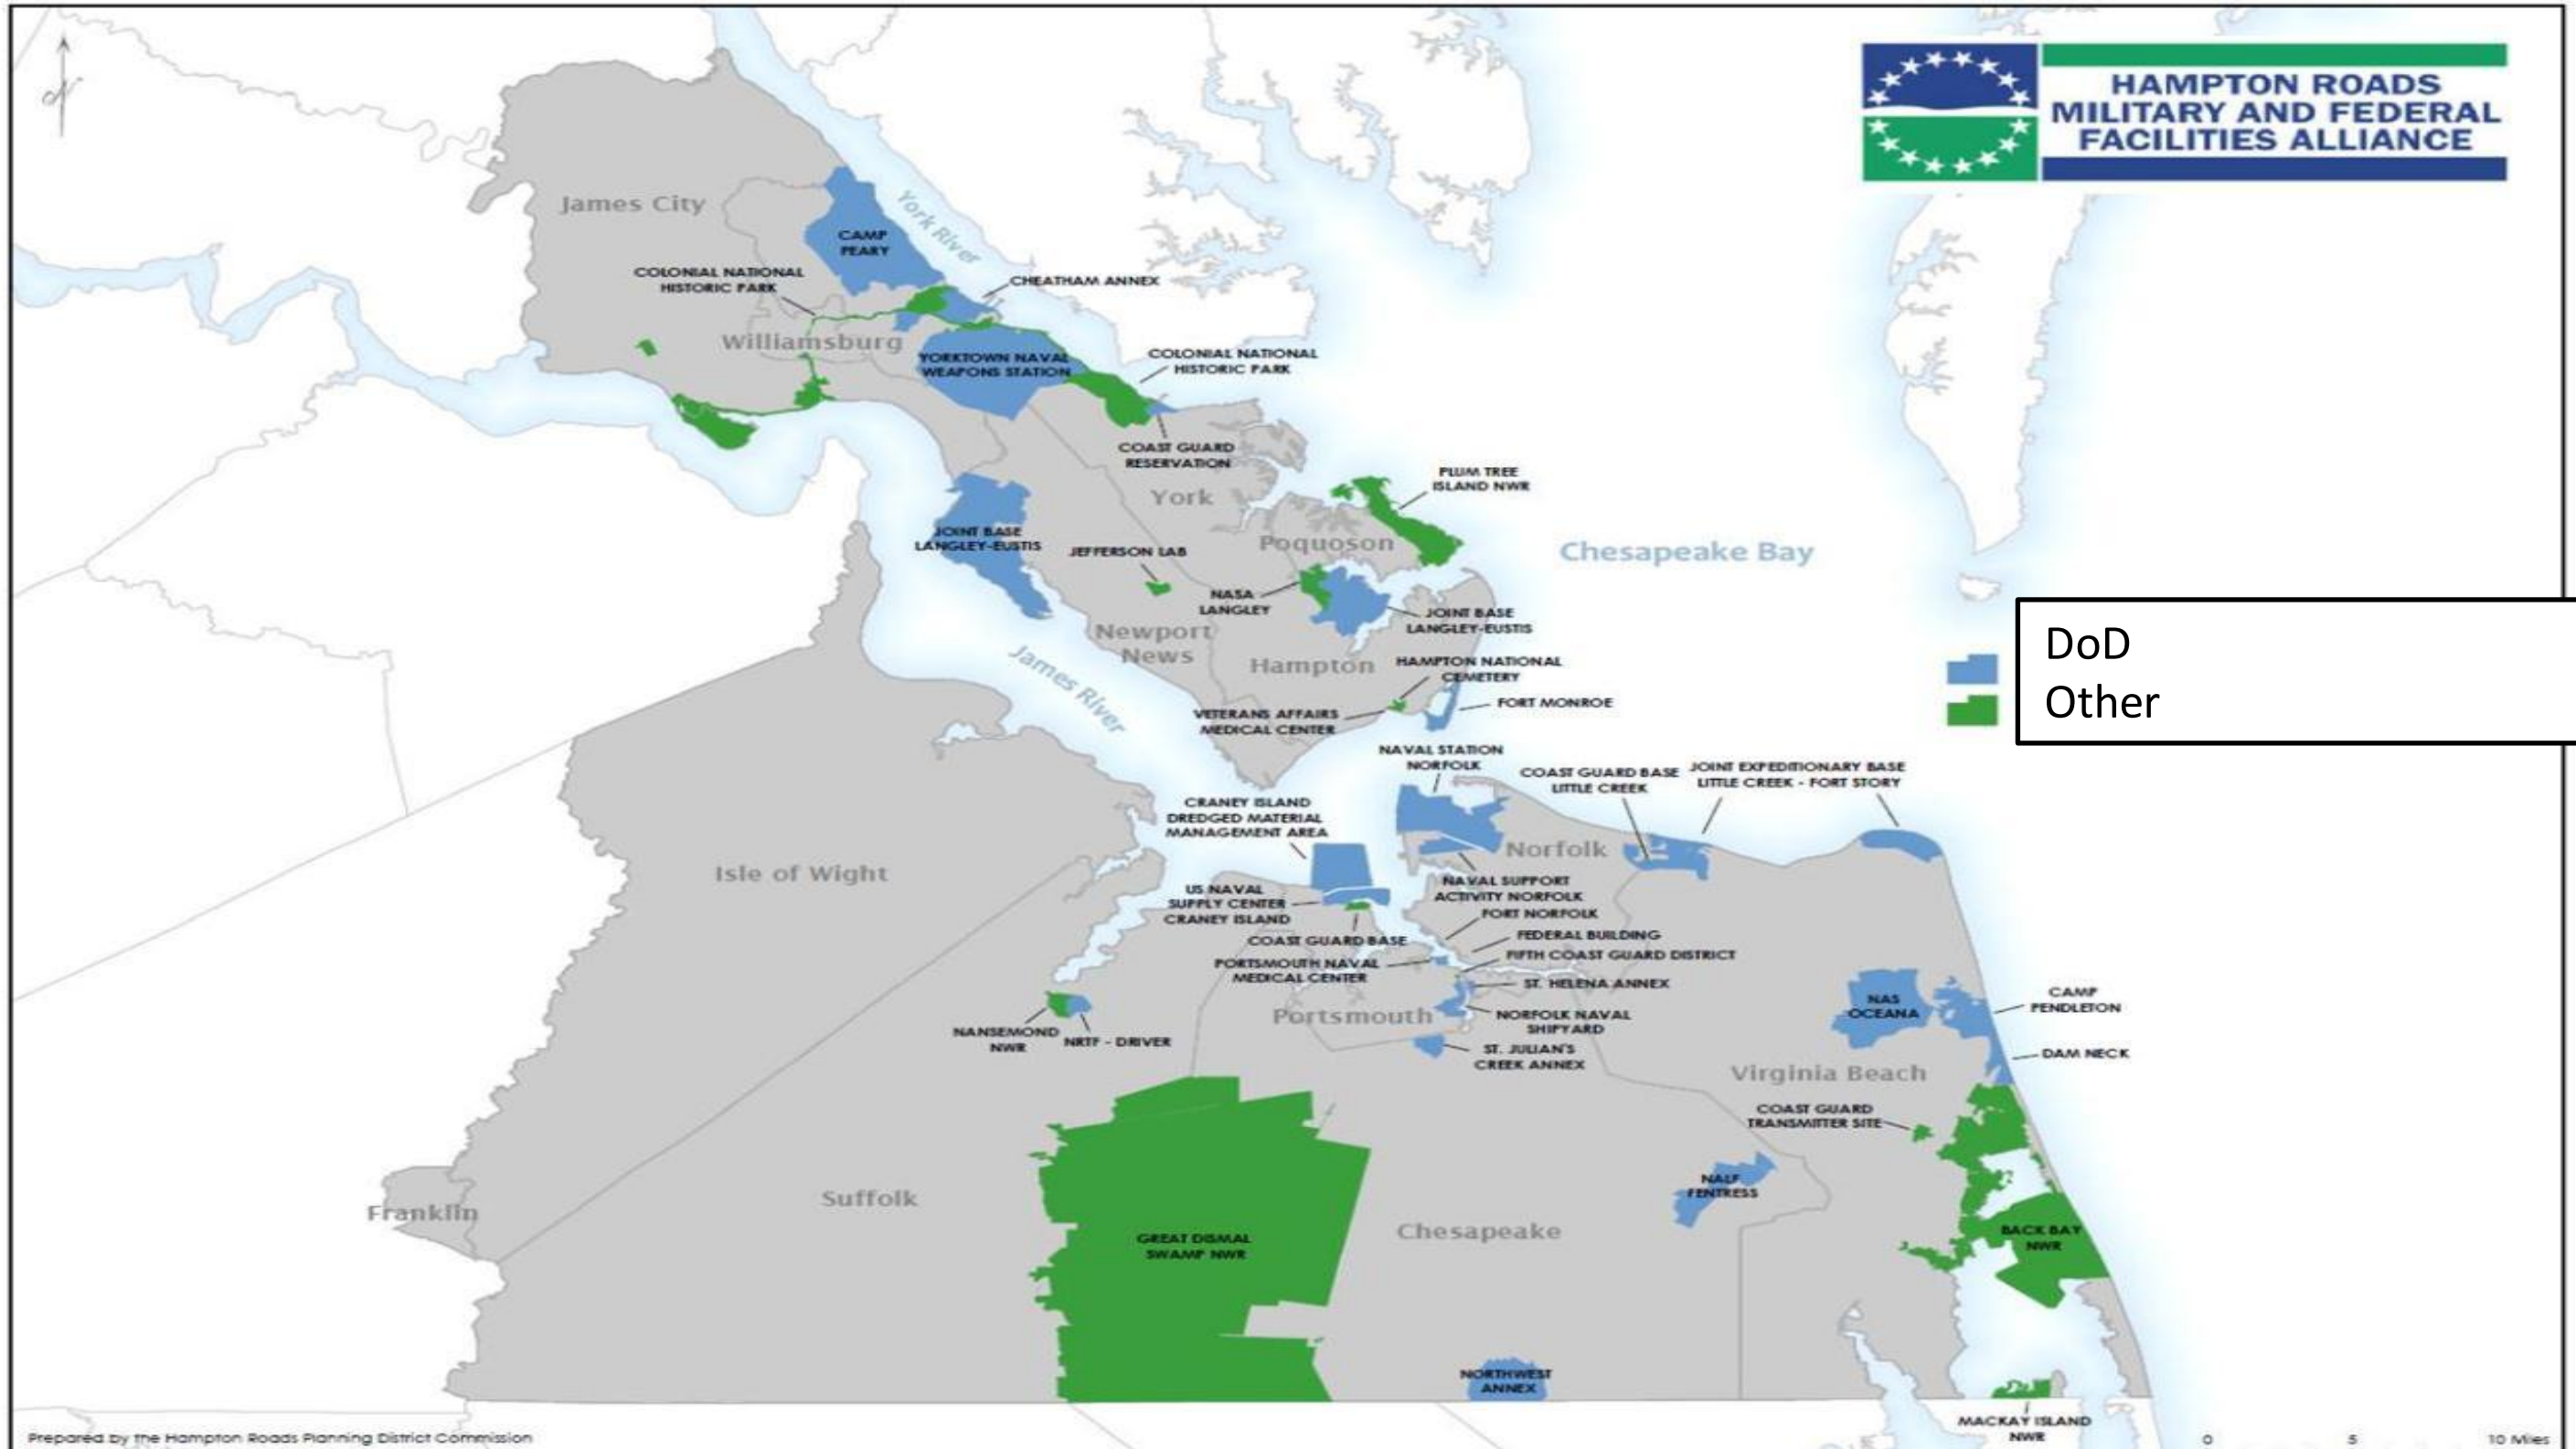 HAMPTON ROADS
MILITARY AND FEDERAL
FACILITIES ALLIANCE
James City
York River
CAMP
PEARY
COLONIAL NATIONAL
HISTORIC PARK
CHEATHAM ANNEX
Williamsburg
YORKTOWN NAVAL
WEAPONS STATION
COLONIAL NATIONAL
HISTORIC PARK
COAST GUARD
RESERVATION
York
PLUM TREE
ISLAND NWR
JOINT BASE
LANGLEY-EUSTIS
JEFFERSON LAB
Poquoson
Chesapeake Bay
NASA
LANGLEY
JOINT BASE
LANGLEY-EUSTIS
Newport
News
Hampton
James River
HAMPTON NATIONAL
CEMETERY
FORT MONROE
VETERANS AFFAIRS
MEDICAL CENTER
DoD
Other
NAVAL STATION
NORFOLK
COAST GUARD BASE
LITTLE CREEK
JOINT EXPEDITIONARY BASE
LITTLE CREEK - FORT STORY
CRANEY ISLAND
DREDGED MATERIAL
MANAGEMENT AREA
Norfolk
Isle of Wight
US NAVAL
SUPPLY CENTER
CRANEY ISLAND
NAVAL SUPPORT
ACTIVITY NORFOLK
FORT NORFOLK
COAST GUARD BASE
FEDERAL BUILDING
FIFTH COAST GUARD DISTRICT
PORTSMOUTH NAVAL
MEDICAL CENTER
ST. HELENA ANNEX
Portsmouth
NORFOLK NAVAL
SHIPYARD
NAS
OCEANA
CAMP
PENDLETON
NANSEMOND
NWR
NRTF - DRIVER
ST. JULIAN'S
CREEK ANNEX
DAM NECK
Virginia Beach
COAST GUARD
TRANSMITTER SITE
NALF
FENTRESS
Suffolk
Franklin
Chesapeake
GREAT DISMAL
SWAMP NWR
BACK BAY
NWR
NORTHWEST
ANNEX
MACKAY ISLAND
NWR
Prepared by the Hampton Roads Planning District Commission
0 5 10 Miles